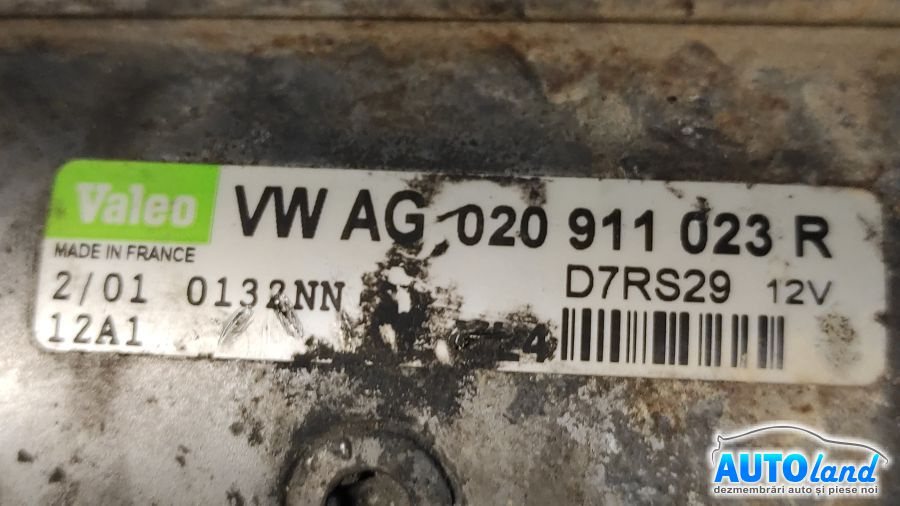 Valeo VW AG 020 911 023 R
MADE IN FRANCE
2/01 0132NN D7RS29 12V
12A1
AUTOland
dezmembrări auto și piese noi